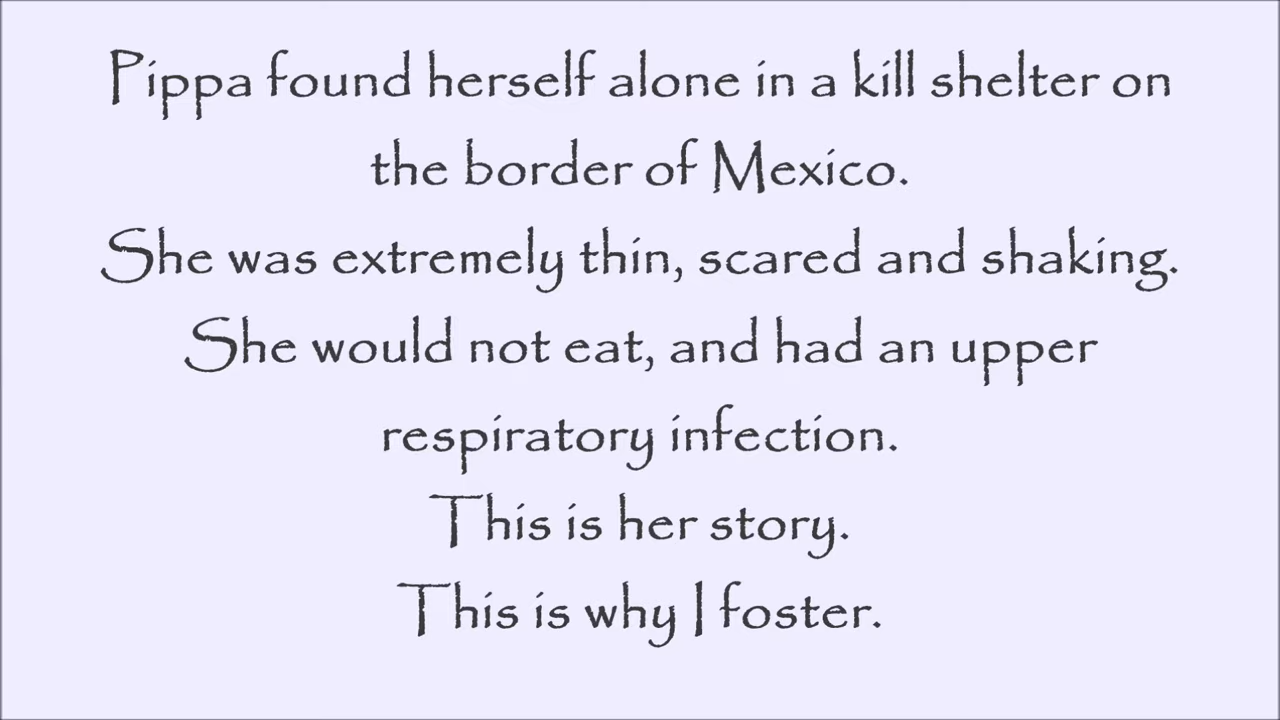 Pippa found herself alone in a kill shelter on
the border of Mexico.
She was extremely thin, scared and shaking.
She would not eat, and had an upper
respiratory infection.
This is her story.
This is why I foster.